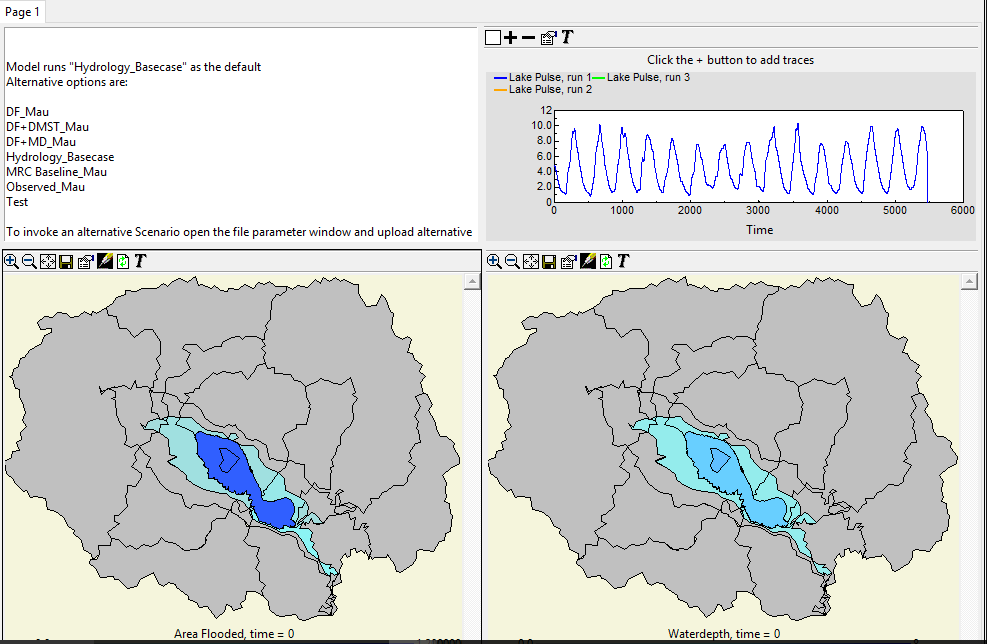 Page 1
Model runs "Hydrology_Basecase" as the default
Alternative options are:
DF_Mau
DF+DMST_Mau
DF+MD_Mau
Hydrology_Basecase
MRC Baseline_Mau
Observed_Mau
Test
To invoke an alternative Scenario open the file parameter window and upload alternative
T
Click the + button to add traces
Lake Pulse, run 1 Lake Pulse, run 3
Lake Pulse, run 2
12
10.0
8.0
6.0
4.0
2.0
0
0 1000 2000 3000 4000 5000 6000
Time
T
Area Flooded, time = 0
T
Waterdepth, time = 0